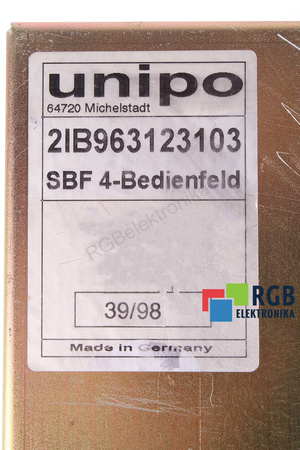 unipo
64720 Michelstadt
2IB963123103
SBF 4-Bedienfeld
RGBelektronika
RGB
ELEKTRONIKA
39/98
Made in Germany